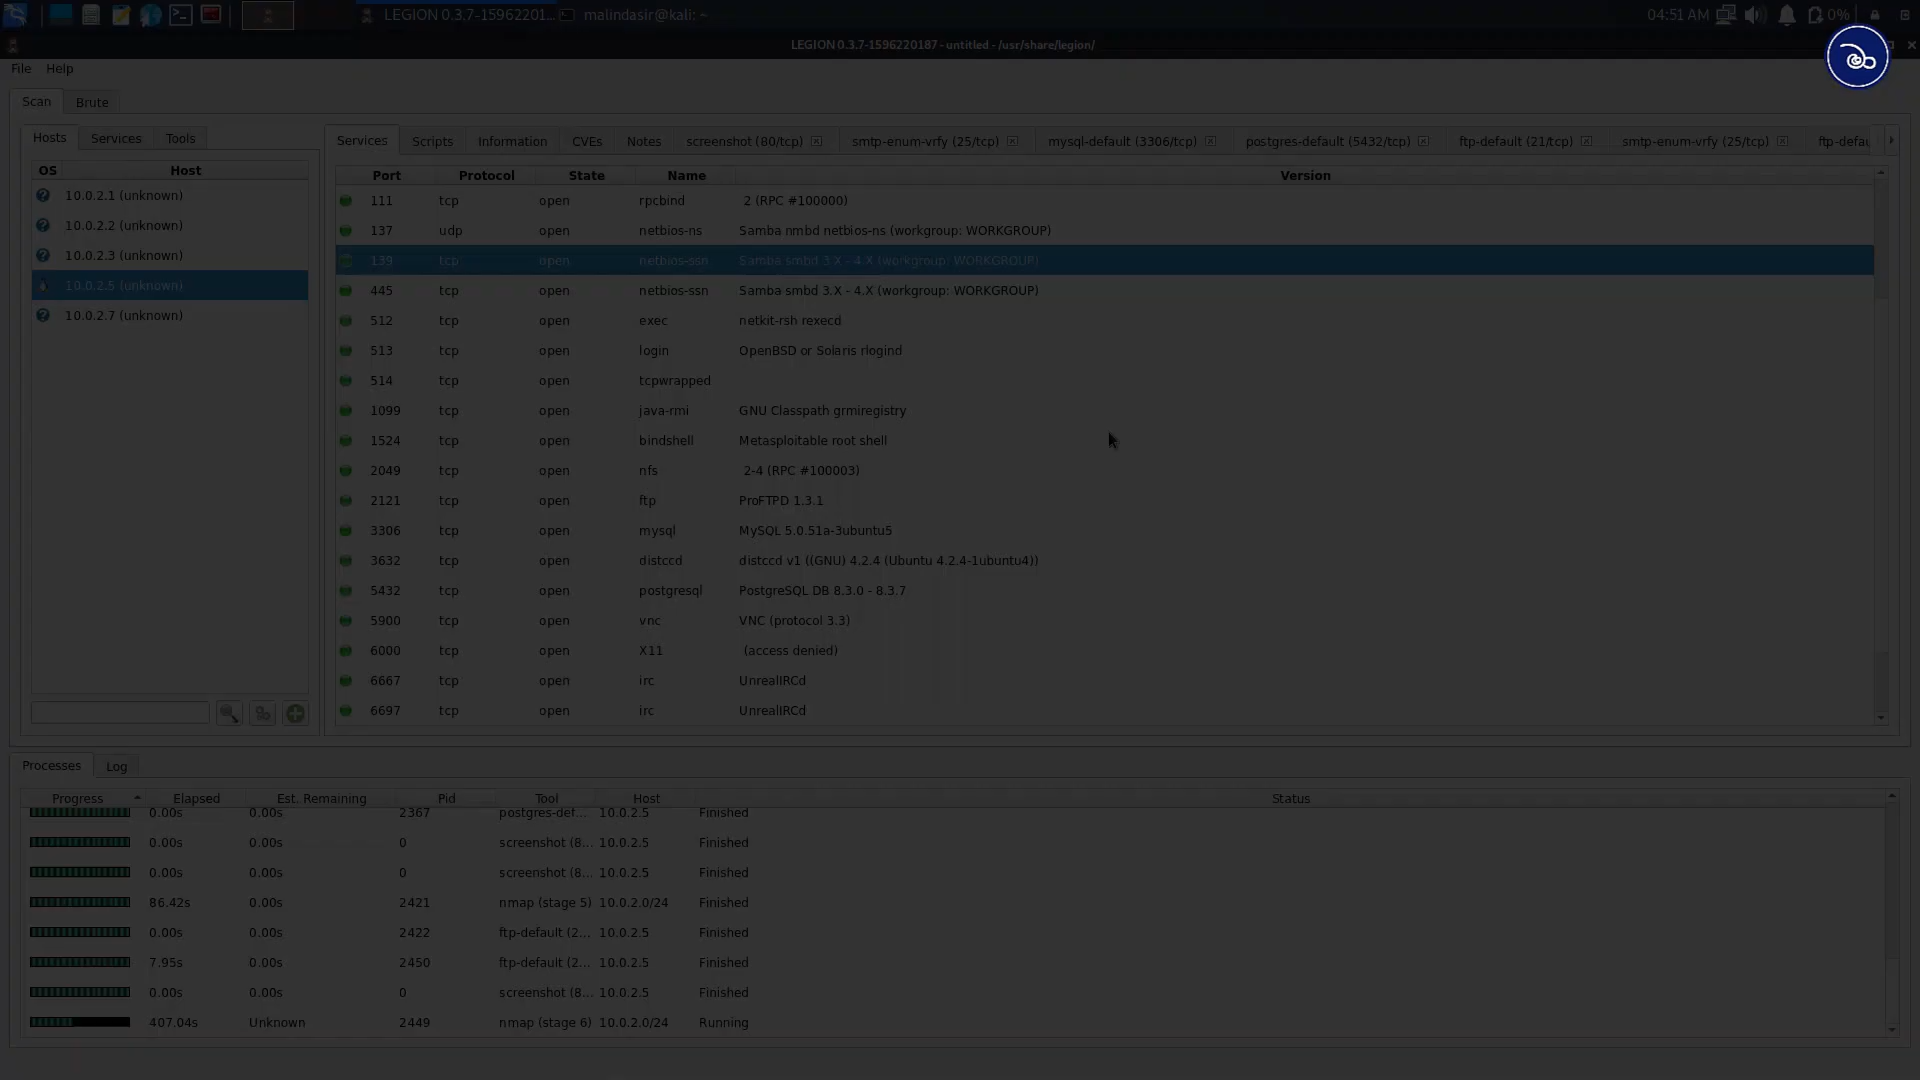 LEGION 0.3.7-15962201... malindasir@kali: ~ 04:51 AM 0%
LEGION 0.3.7-1596220187 - untitled - /usr/share/legion/
File Help
Scan Brute
Hosts Services Tools
OS Host
10.0.2.1 (unknown)
10.0.2.2 (unknown)
10.0.2.3 (unknown)
10.0.2.5 (unknown)
10.0.2.7 (unknown)
Services Scripts Information CVEs Notes screenshot (80/tcp) smtp-enum-vrfy (25/tcp) mysql-default (3306/tcp) postgres-default (5432/tcp) ftp-default (21/tcp) smtp-enum-vrfy (25/tcp) ftp-defau
Port Protocol State Name Version
111 tcp open rpcbind 2 (RPC #100000)
137 udp open netbios-ns Samba nmbd netbios-ns (workgroup: WORKGROUP)
139 tcp open netbios-ssn Samba smbd 3.X - 4.X (workgroup: WORKGROUP)
445 tcp open netbios-ssn Samba smbd 3.X - 4.X (workgroup: WORKGROUP)
512 tcp open exec netkit-rsh rexecd
513 tcp open login OpenBSD or Solaris rlogind
514 tcp open tcpwrapped
1099 tcp open java-rmi GNU Classpath grmiregistry
1524 tcp open bindshell Metasploitable root shell
2049 tcp open nfs 2-4 (RPC #100003)
2121 tcp open ftp ProFTPD 1.3.1
3306 tcp open mysql MySQL 5.0.51a-3ubuntu5
3632 tcp open distccd distccd v1 ((GNU) 4.2.4 (Ubuntu 4.2.4-1ubuntu4))
5432 tcp open postgresql PostgreSQL DB 8.3.0 - 8.3.7
5900 tcp open vnc VNC (protocol 3.3)
6000 tcp open X11 (access denied)
6667 tcp open irc UnrealIRCd
6697 tcp open irc UnrealIRCd
Processes Log
Progress Elapsed Est. Remaining Pid Tool Host Status
0.00s 0.00s 2367 postgres-def... 10.0.2.5 Finished
0.00s 0.00s 0 screenshot (8... 10.0.2.5 Finished
0.00s 0.00s 0 screenshot (8... 10.0.2.5 Finished
86.42s 0.00s 2421 nmap (stage 5) 10.0.2.0/24 Finished
0.00s 0.00s 2422 ftp-default (2... 10.0.2.5 Finished
7.95s 0.00s 2450 ftp-default (2... 10.0.2.5 Finished
0.00s 0.00s 0 screenshot (8... 10.0.2.5 Finished
407.04s Unknown 2449 nmap (stage 6) 10.0.2.0/24 Running